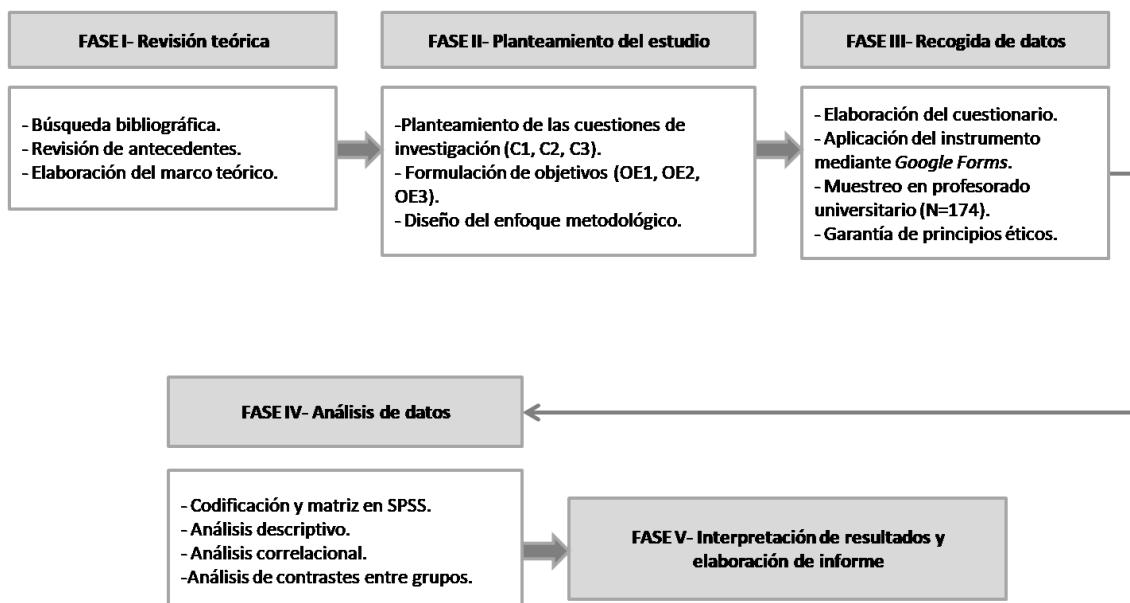 FASE I- Revisión teórica
- Búsqueda bibliográfica.
- Revisión de antecedentes.
- Elaboración del marco teórico.
FASE II- Planteamiento del estudio
-Planteamiento de las cuestiones de
investigación (C1, C2, C3).
- Formulación de objetivos (OE1, OE2,
OE3).
- Diseño del enfoque metodológico.
FASE III- Recogida de datos
- Elaboración del cuestionario.
- Aplicación del instrumento
mediante Google Forms.
- Muestreo en profesorado
universitario (N=174).
- Garantía de principios éticos.
FASE IV- Análisis de datos
- Codificación y matriz en SPSS.
- Análisis descriptivo.
- Análisis correlacional.
-Análisis de contrastes entre grupos.
FASE V- Interpretación de resultados y
elaboración de informe